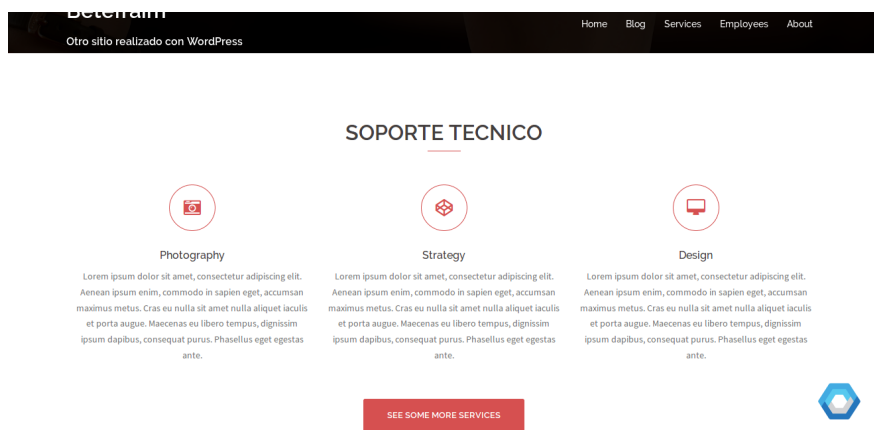 Betefraim
Home Blog Services Employees About
Otro sitio realizado con WordPress
SOPORTE TECNICO
Photography
Lorem ipsum dolor sit amet, consectetur adipiscing elit.
Aenean ipsum enim, commodo in sapien eget, accumsan
maximus metus. Cras eu nulla sit amet nulla aliquet iaculis
et porta augue. Maecenas eu libero tempus, dignissim
ipsum dapibus, consequat purus. Phasellus eget egestas
ante.
Strategy
Lorem ipsum dolor sit amet, consectetur adipiscing elit.
Aenean ipsum enim, commodo in sapien eget, accumsan
maximus metus. Cras eu nulla sit amet nulla aliquet iaculis
et porta augue. Maecenas eu libero tempus, dignissim
ipsum dapibus, consequat purus. Phasellus eget egestas
ante.
Design
Lorem ipsum dolor sit amet, consectetur adipiscing elit.
Aenean ipsum enim, commodo in sapien eget, accumsan
maximus metus. Cras eu nulla sit amet nulla aliquet iaculis
et porta augue. Maecenas eu libero tempus, dignissim
ipsum dapibus, consequat purus. Phasellus eget egestas
ante.
SEE SOME MORE SERVICES